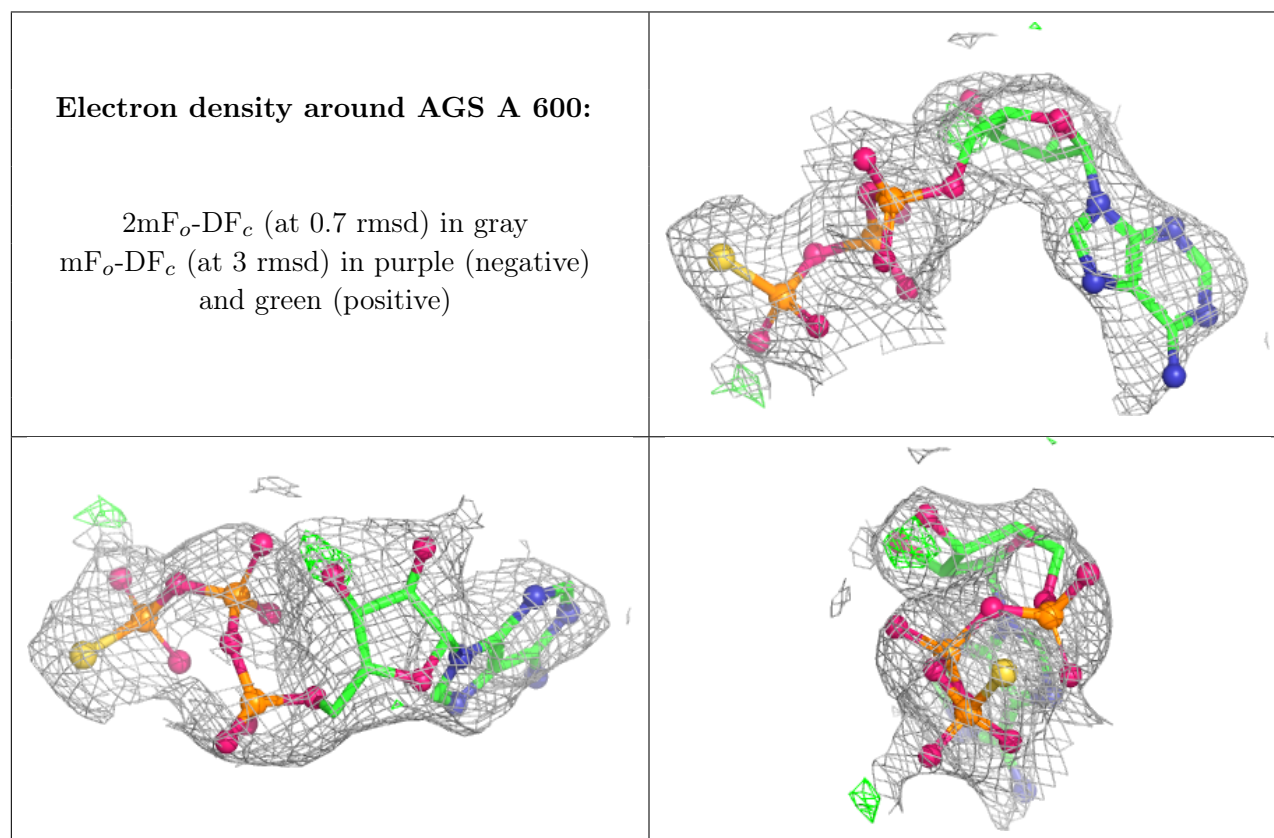 Electron density around AGS A 600:
2mFₒ-DF𝒸 (at 0.7 rmsd) in gray
mFₒ-DF𝒸 (at 3 rmsd) in purple (negative)
and green (positive)